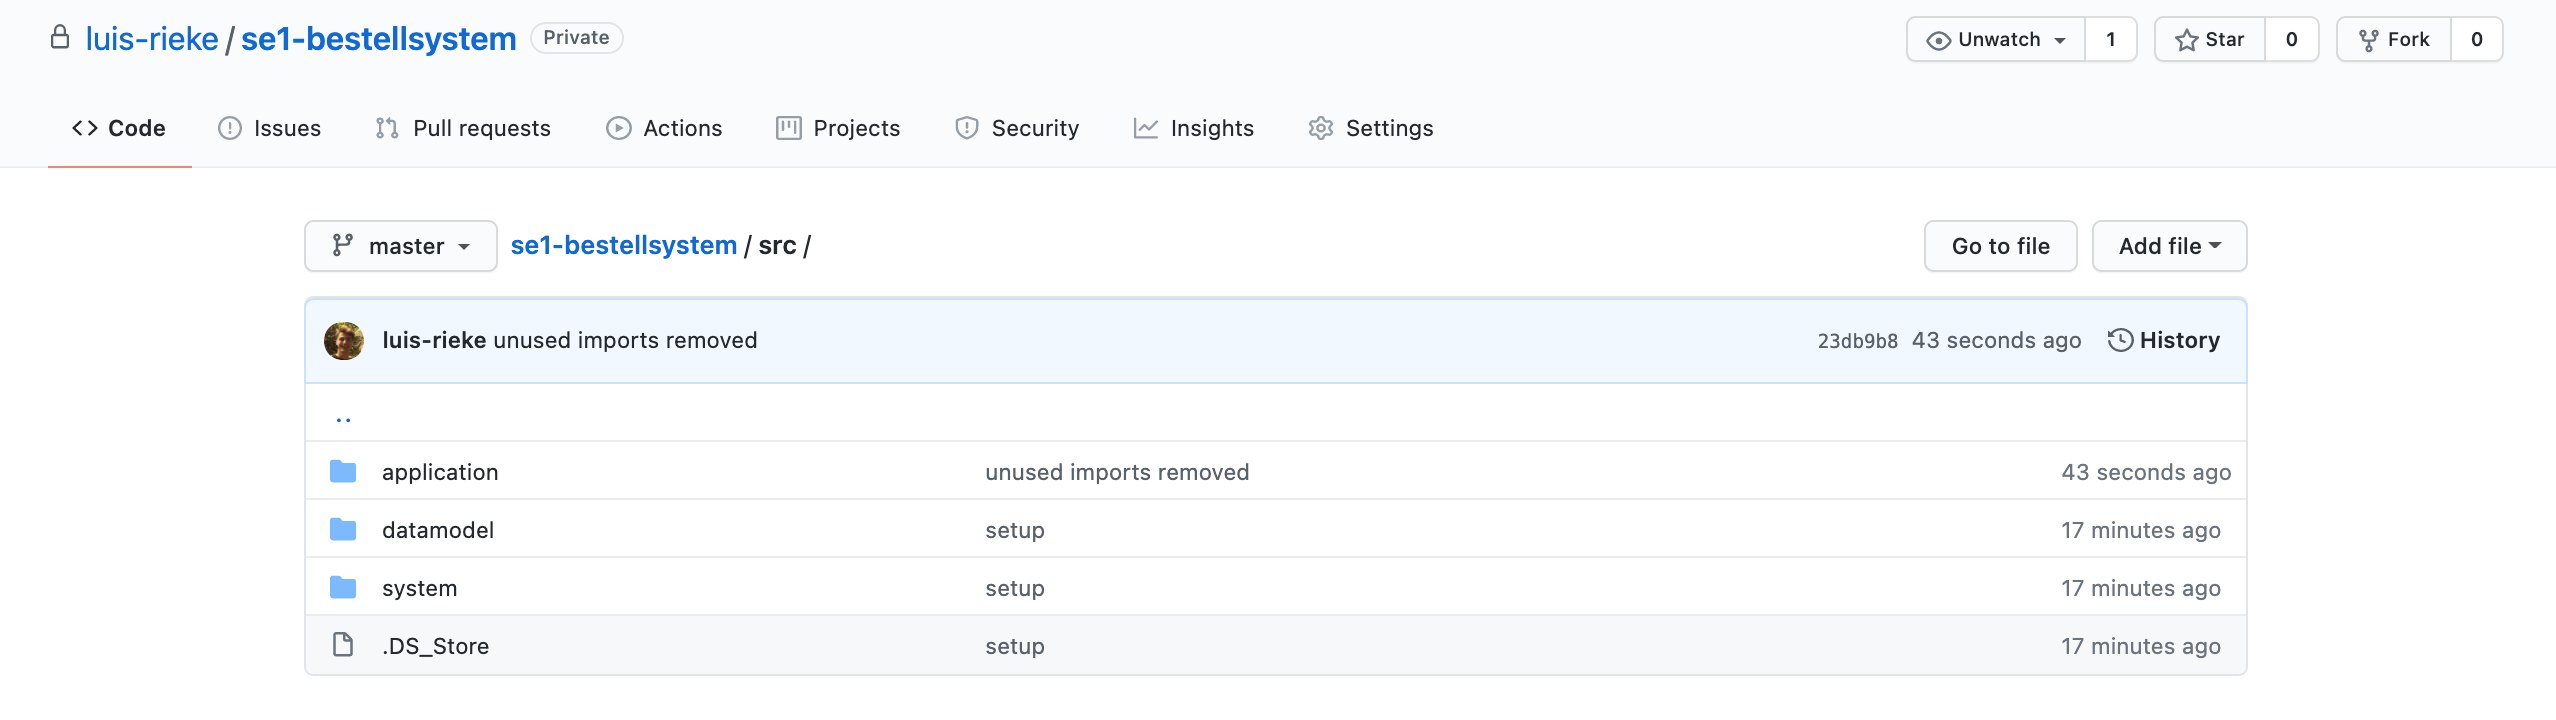 luis-rieke / se1-bestellsystem Private Unwatch 1 Star 0 Fork 0
Code Issues Pull requests Actions Projects Security Insights Settings
master se1-bestellsystem / src / Go to file Add file
luis-rieke unused imports removed 23db9b8 43 seconds ago History
..
application unused imports removed 43 seconds ago
datamodel setup 17 minutes ago
system setup 17 minutes ago
.DS_Store setup 17 minutes ago